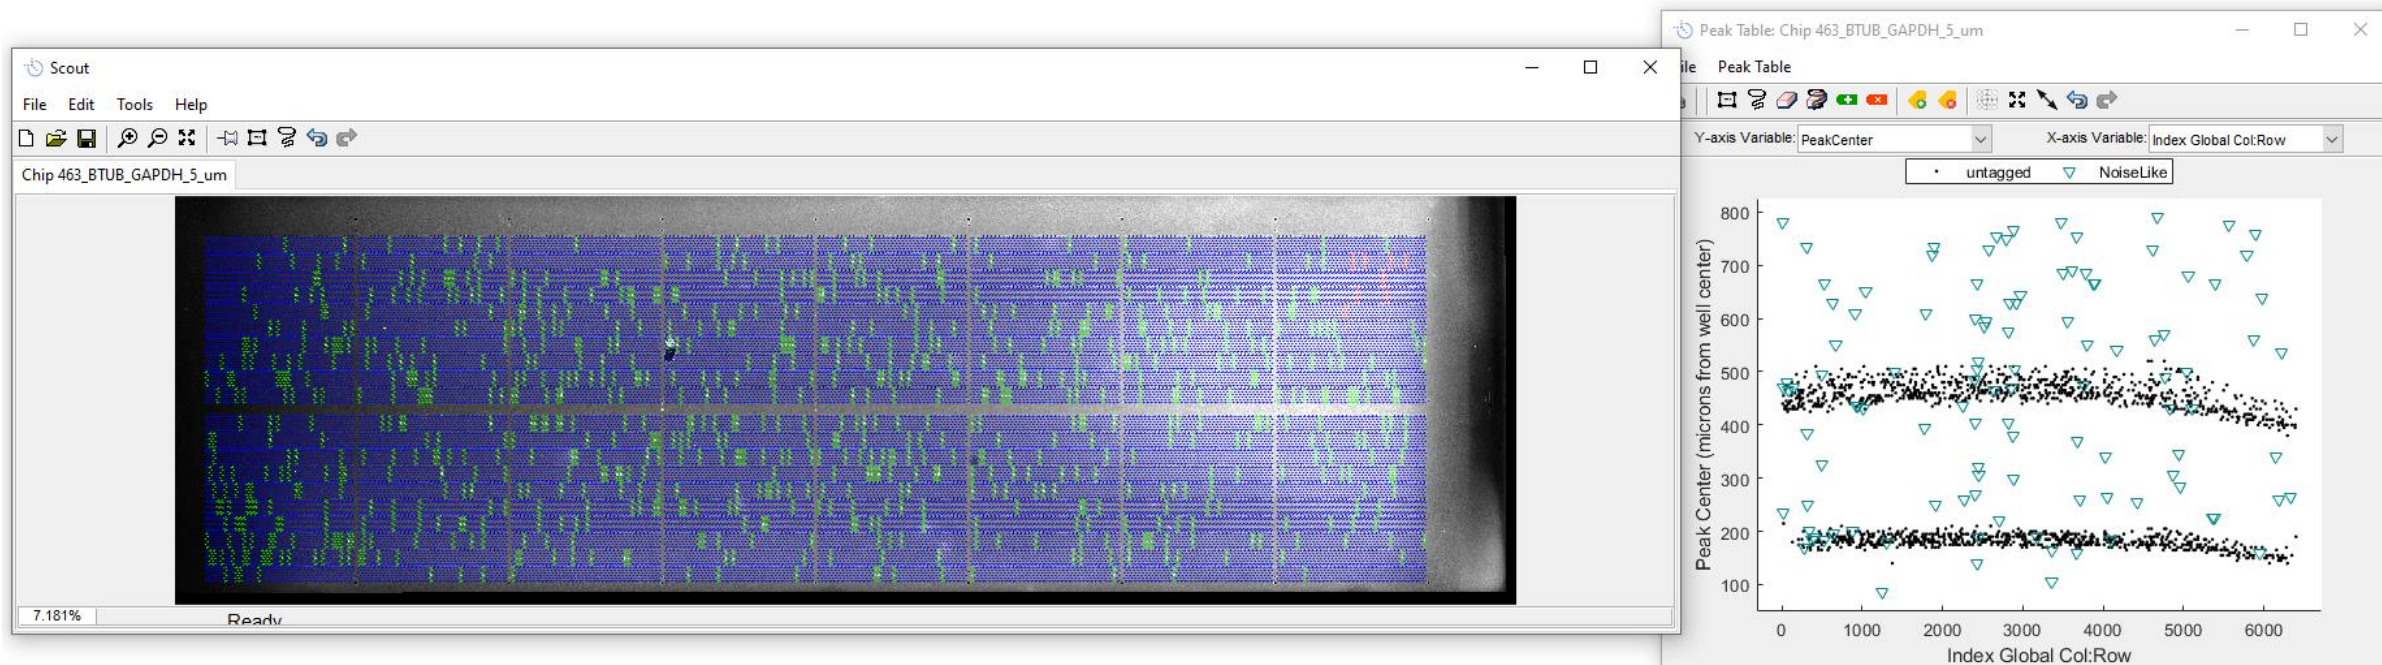 Scout
File Edit Tools Help
Chip 463_BTUB_GAPDH_5_um
7.181%
Ready
Peak Table: Chip 463_BTUB_GAPDH_5_um
ile Peak Table
Y-axis Variable: PeakCenter X-axis Variable: Index Global Col:Row
untagged NoiseLike
Peak Center (microns from well center)
800
700
600
500
400
300
200
100
0 1000 2000 3000 4000 5000 6000
Index Global Col:Row